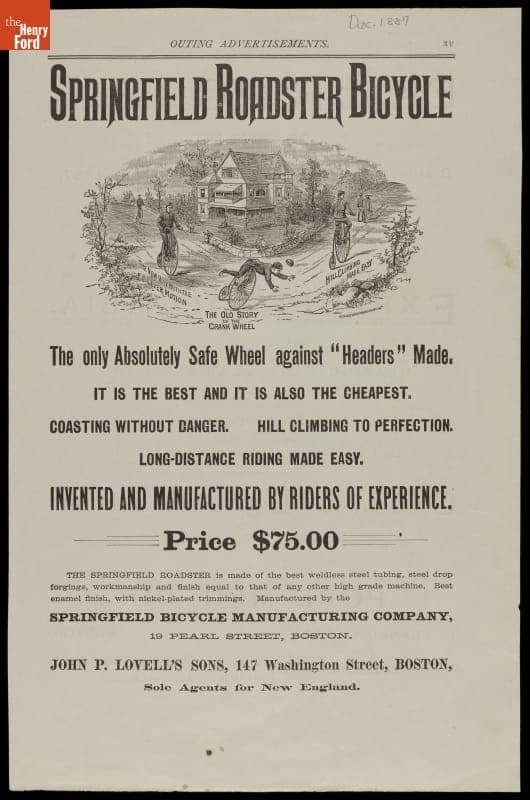 the
Henry
Ford
Dec. 1887
OUTING ADVERTISEMENTS. xv
SPRINGFIELD ROADSTER BICYCLE
LEVER MOTION
THE OLD STORY
OF THE
CRANK WHEEL
HILL CLIMBING
MADE EASY
The only Absolutely Safe Wheel against "Headers" Made.
IT IS THE BEST AND IT IS ALSO THE CHEAPEST.
COASTING WITHOUT DANGER. HILL CLIMBING TO PERFECTION.
LONG-DISTANCE RIDING MADE EASY.
INVENTED AND MANUFACTURED BY RIDERS OF EXPERIENCE.
Price $75.00
THE SPRINGFIELD ROADSTER is made of the best weldless steel tubing, steel drop
forgings, workmanship and finish equal to that of any other high grade machine. Best
enamel finish, with nickel-plated trimmings. Manufactured by the
SPRINGFIELD BICYCLE MANUFACTURING COMPANY,
19 PEARL STREET, BOSTON.
JOHN P. LOVELL'S SONS, 147 Washington Street, BOSTON,
Sole Agents for New England.